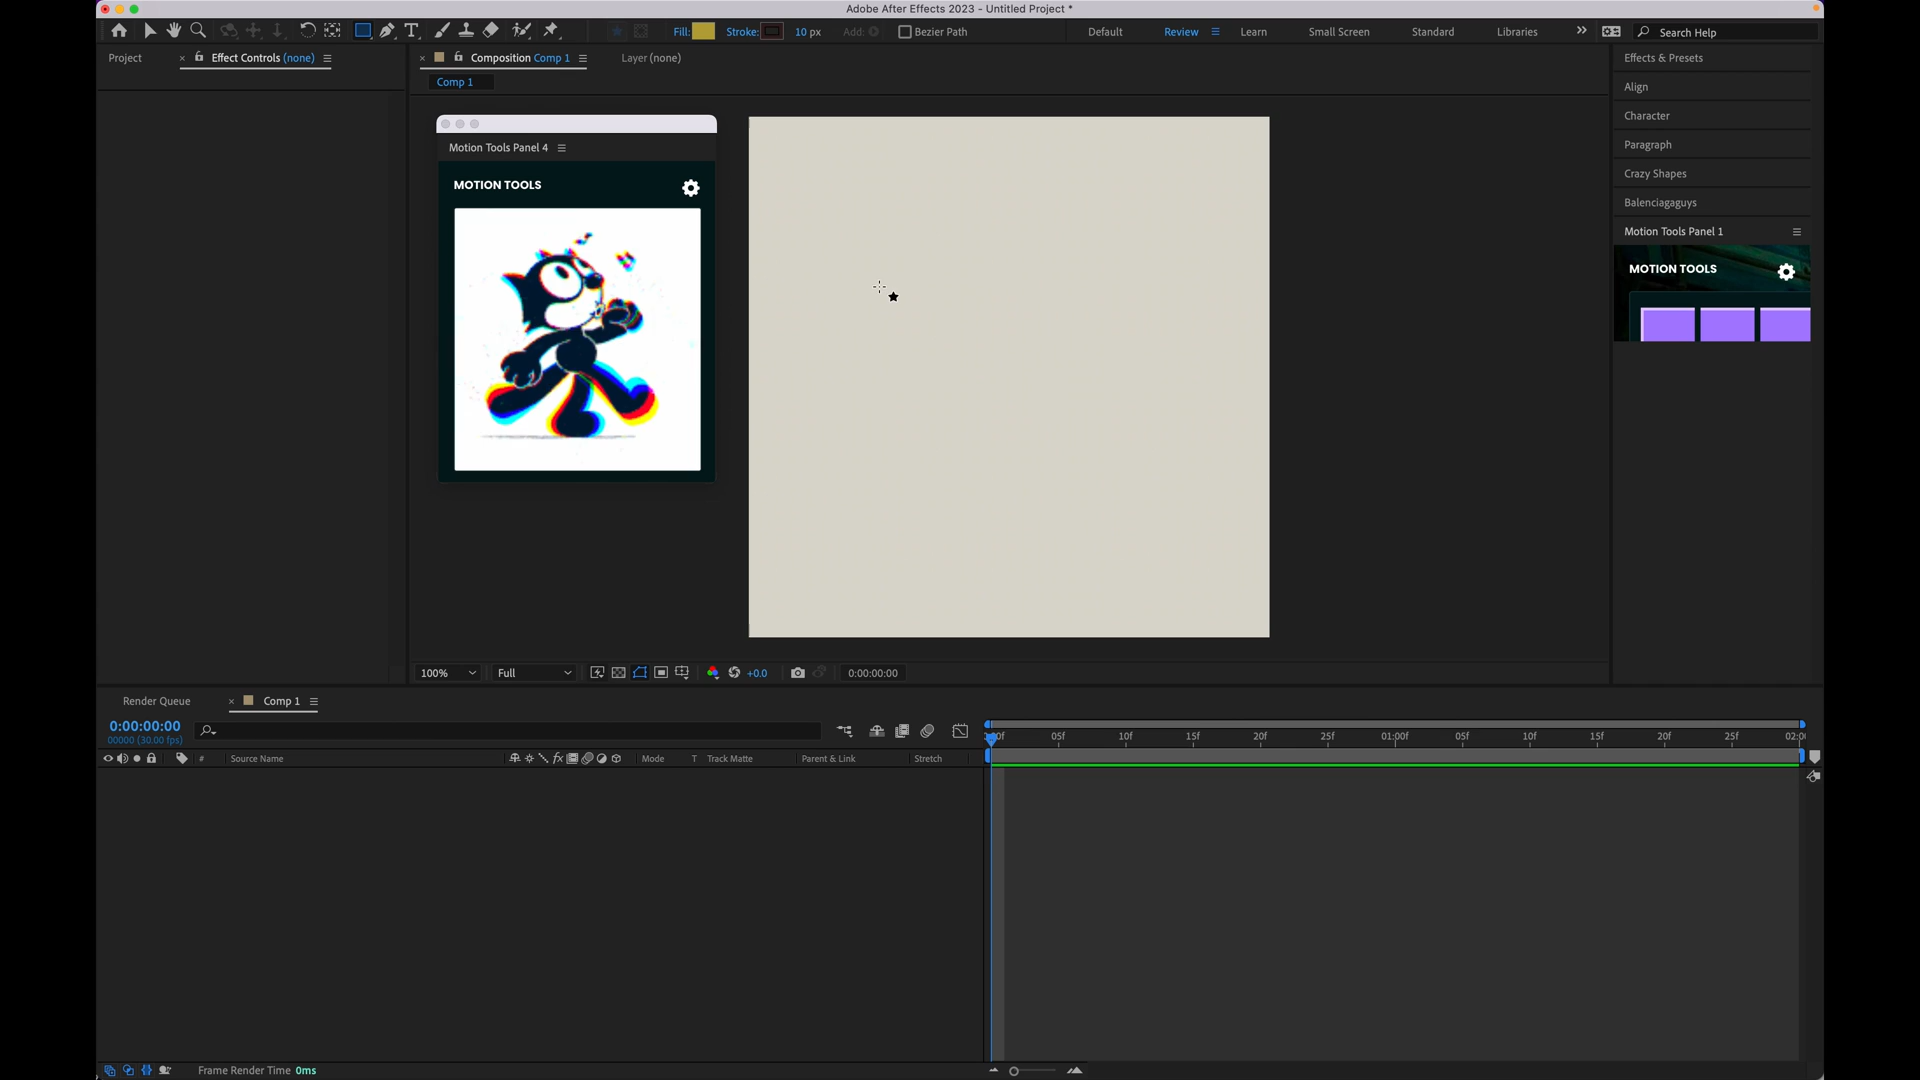 Adobe After Effects 2023 - Untitled Project *
Fill: Stroke: 10 px Add: Bezier Path Default Review Learn Small Screen Standard Libraries Search Help
Project Effect Controls (none) Composition Comp 1 Layer (none)
Comp 1
Motion Tools Panel 4
MOTION TOOLS
Effects & Presets
Align
Character
Paragraph
Crazy Shapes
Balenciagaguys
Motion Tools Panel 1
MOTION TOOLS
100% Full +0.0 0:00:00:00
Render Queue Comp 1
0:00:00:00
00000 (30.00 fps)
05f 10f 15f 20f 25f 01:00f 05f 10f 15f 20f 25f
# Source Name fx Mode T Track Matte Parent & Link Stretch
Frame Render Time 0ms